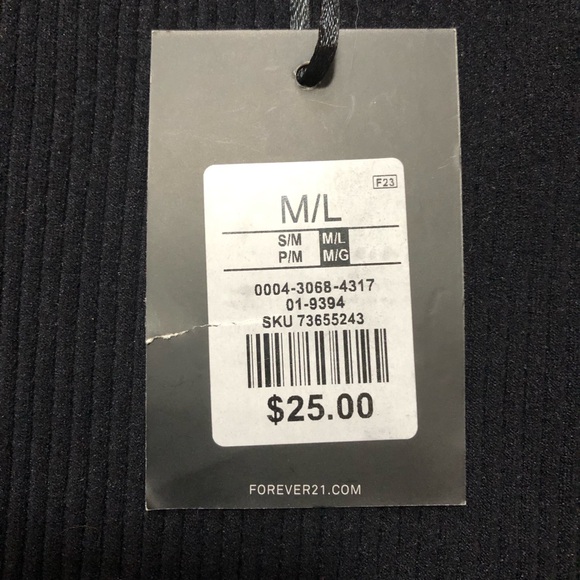 F23
M/L
S/M M/L
P/M M/G
0004-3068-4317
01-9394
SKU 73655243
$25.00
FOREVER21.COM